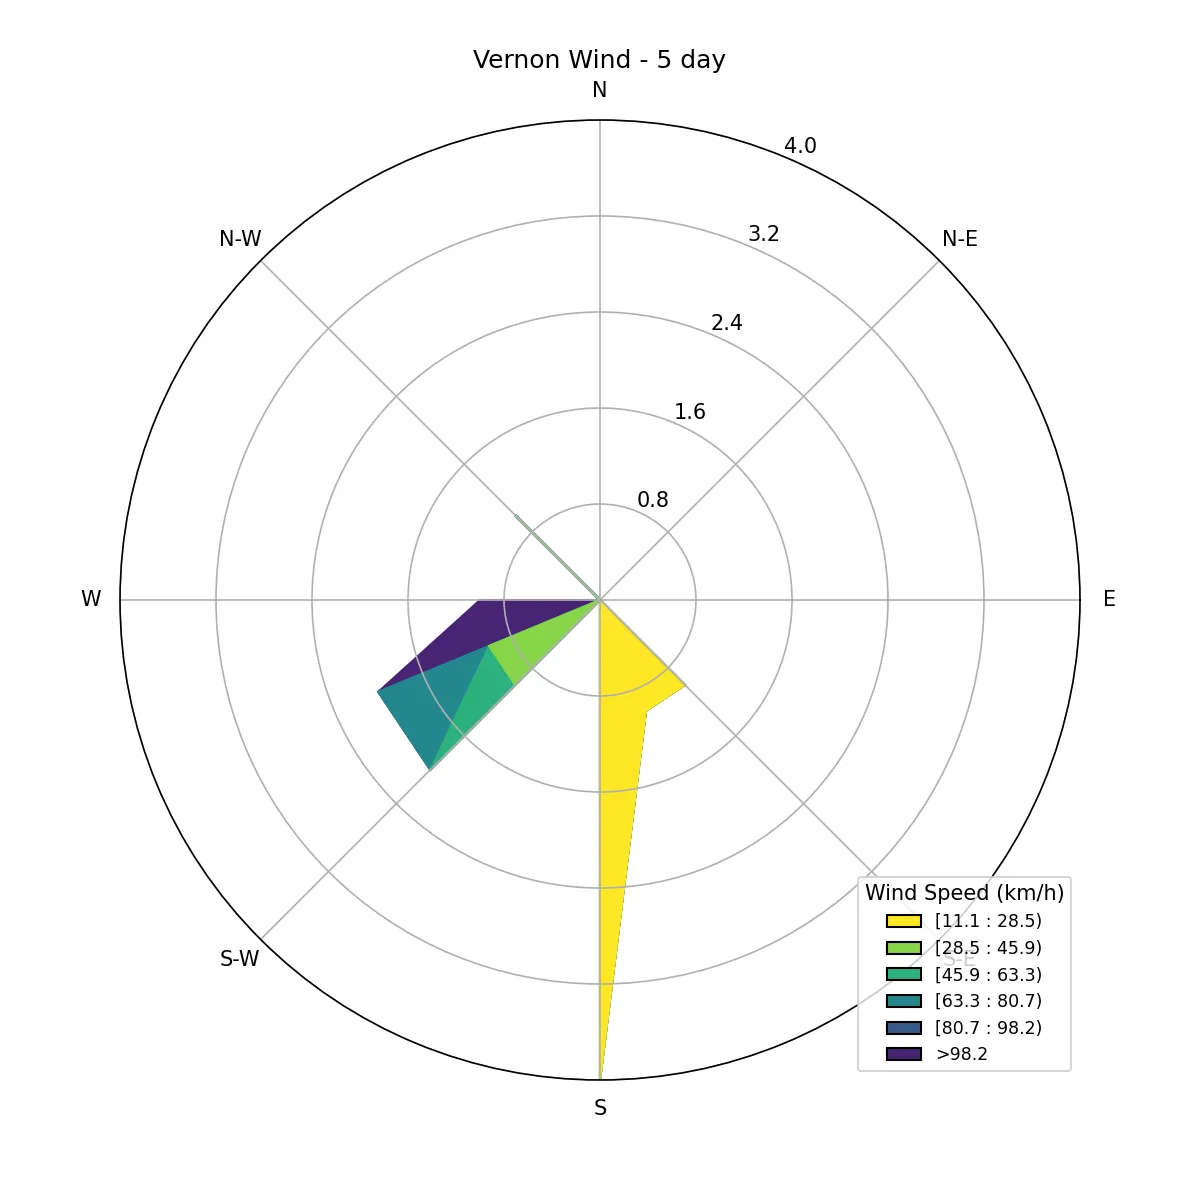 Vernon Wind - 5 day
N
4.0
N-W
3.2
N-E
2.4
1.6
0.8
W
E
S-W
S-E
S
Wind Speed (km/h)
[11.1 : 28.5)
[28.5 : 45.9)
[45.9 : 63.3)
[63.3 : 80.7)
[80.7 : 98.2)
>98.2